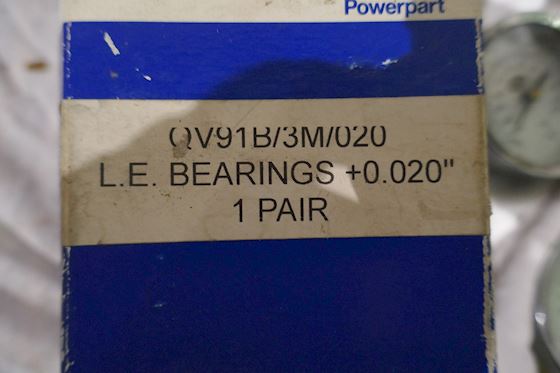 Powerpart
QV91B/3M/020
L.E. BEARINGS +0.020"
1 PAIR